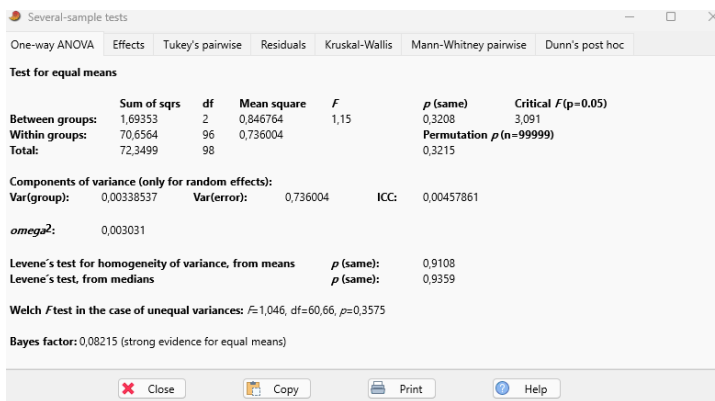 Several-sample tests
One-way ANOVA Effects Tukey's pairwise Residuals Kruskal-Wallis Mann-Whitney pairwise Dunn's post hoc
Test for equal means
Sum of sqrs df Mean square F p (same) Critical F (p=0.05)
Between groups: 1,69353 2 0,846764 1,15 0,3208 3,091
Within groups: 70,6564 96 0,736004 Permutation p (n=99999)
Total: 72,3499 98 0,3215
Components of variance (only for random effects):
Var(group): 0,00338537 Var(error): 0,736004 ICC: 0,00457861
omega2: 0,003031
Levene´s test for homogeneity of variance, from means p (same): 0,9108
Levene´s test, from medians p (same): 0,9359
Welch F test in the case of unequal variances: F=1,046, df=60,66, p=0,3575
Bayes factor: 0,08215 (strong evidence for equal means)
Close Copy Print Help